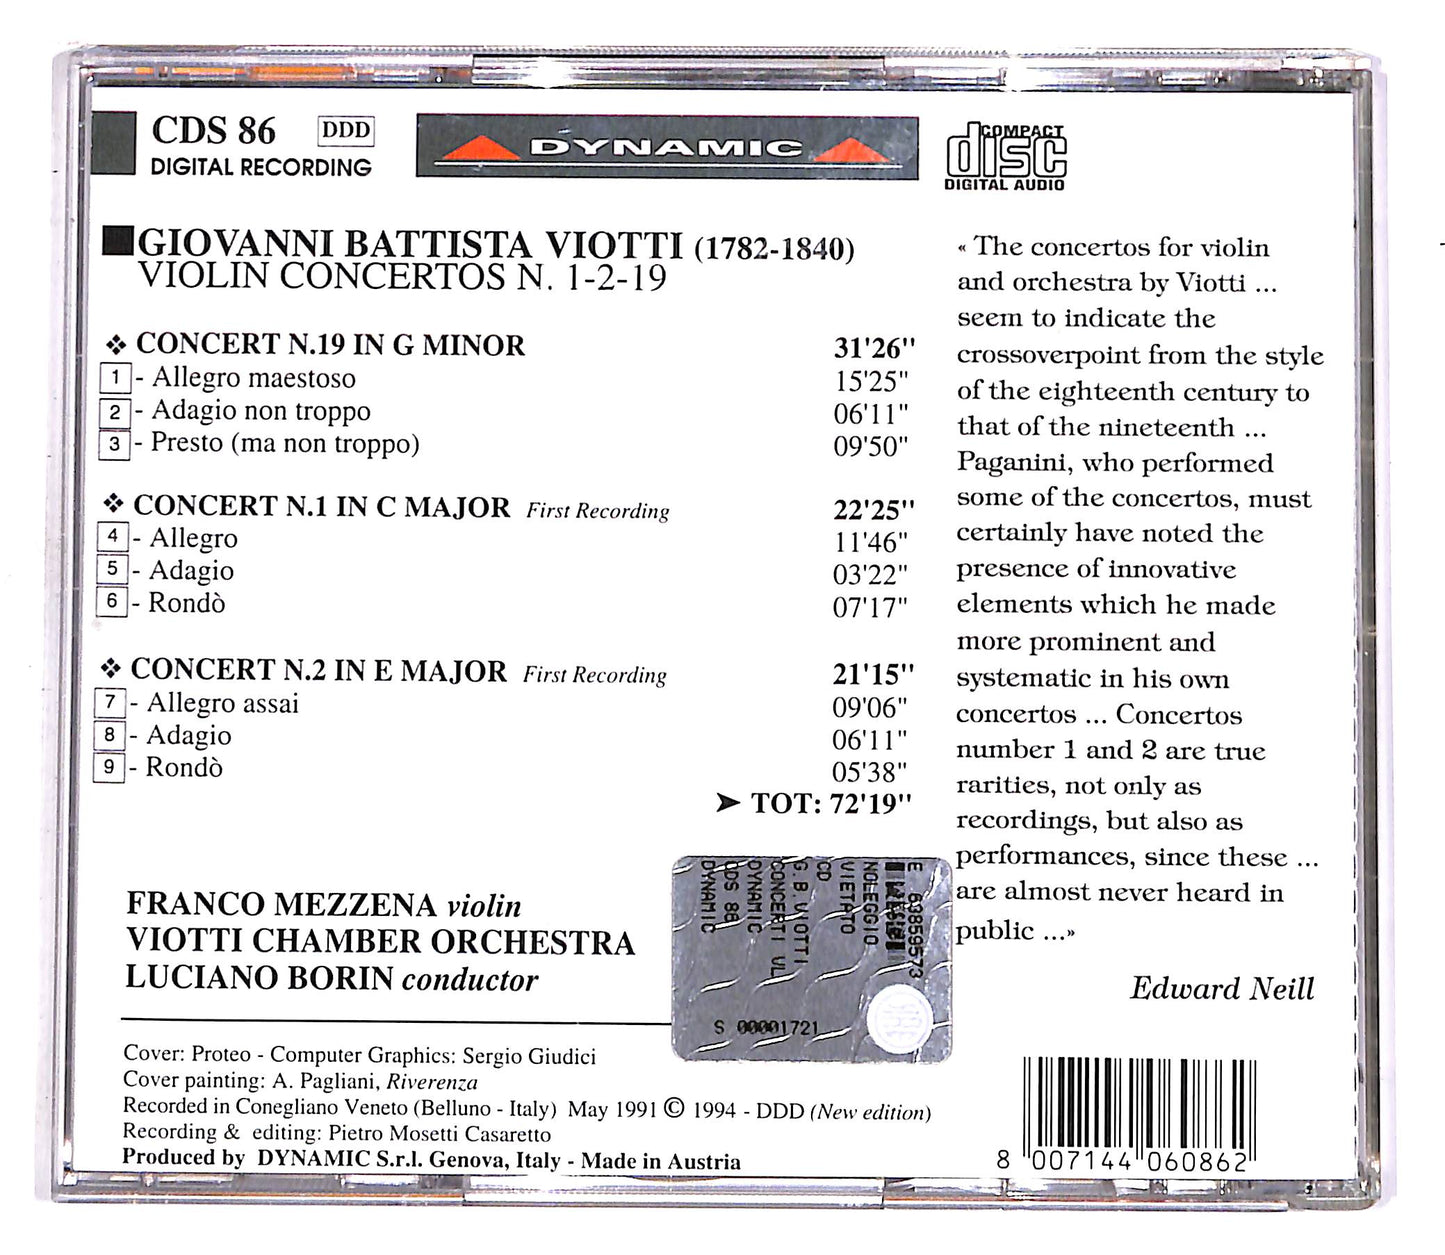 CDS 86 DDD
DIGITAL RECORDING
DYNAMIC
COMPACT
disc
DIGITAL AUDIO
GIOVANNI BATTISTA VIOTTI (1782-1840)
VIOLIN CONCERTOS N. 1-2-19
❖ CONCERT N.19 IN G MINOR 31'26"
1 - Allegro maestoso 15'25"
2 - Adagio non troppo 06'11"
3 - Presto (ma non troppo) 09'50"
❖ CONCERT N.1 IN C MAJOR First Recording 22'25"
4 - Allegro 11'46"
5 - Adagio 03'22"
6 - Rondò 07'17"
❖ CONCERT N.2 IN E MAJOR First Recording 21'15"
7 - Allegro assai 09'06"
8 - Adagio 06'11"
9 - Rondò 05'38"
➤ TOT: 72'19"
FRANCO MEZZENA violin
VIOTTI CHAMBER ORCHESTRA
LUCIANO BORIN conductor
Cover: Proteo - Computer Graphics: Sergio Giudici
Cover painting: A. Pagliani, Riverenza
Recorded in Conegliano Veneto (Belluno - Italy) May 1991 © 1994 - DDD (New edition)
Recording & editing: Pietro Mosetti Casaretto
Produced by DYNAMIC S.r.l. Genova, Italy - Made in Austria
« The concertos for violin
and orchestra by Viotti ...
seem to indicate the
crossoverpoint from the style
of the eighteenth century to
that of the nineteenth ...
Paganini, who performed
some of the concertos, must
certainly have noted the
presence of innovative
elements which he made
more prominent and
systematic in his own
concertos ... Concertos
number 1 and 2 are true
rarities, not only as
recordings, but also as
performances, since these ...
are almost never heard in
public ...»
Edward Neill
E 63859573
NOLEGGIO
VIETATO
CD
G.B.VIOTTI
CONCERTI VL
DYNAMIC
CDS 86
DYNAMIC
S 00001721
8 007144 060862